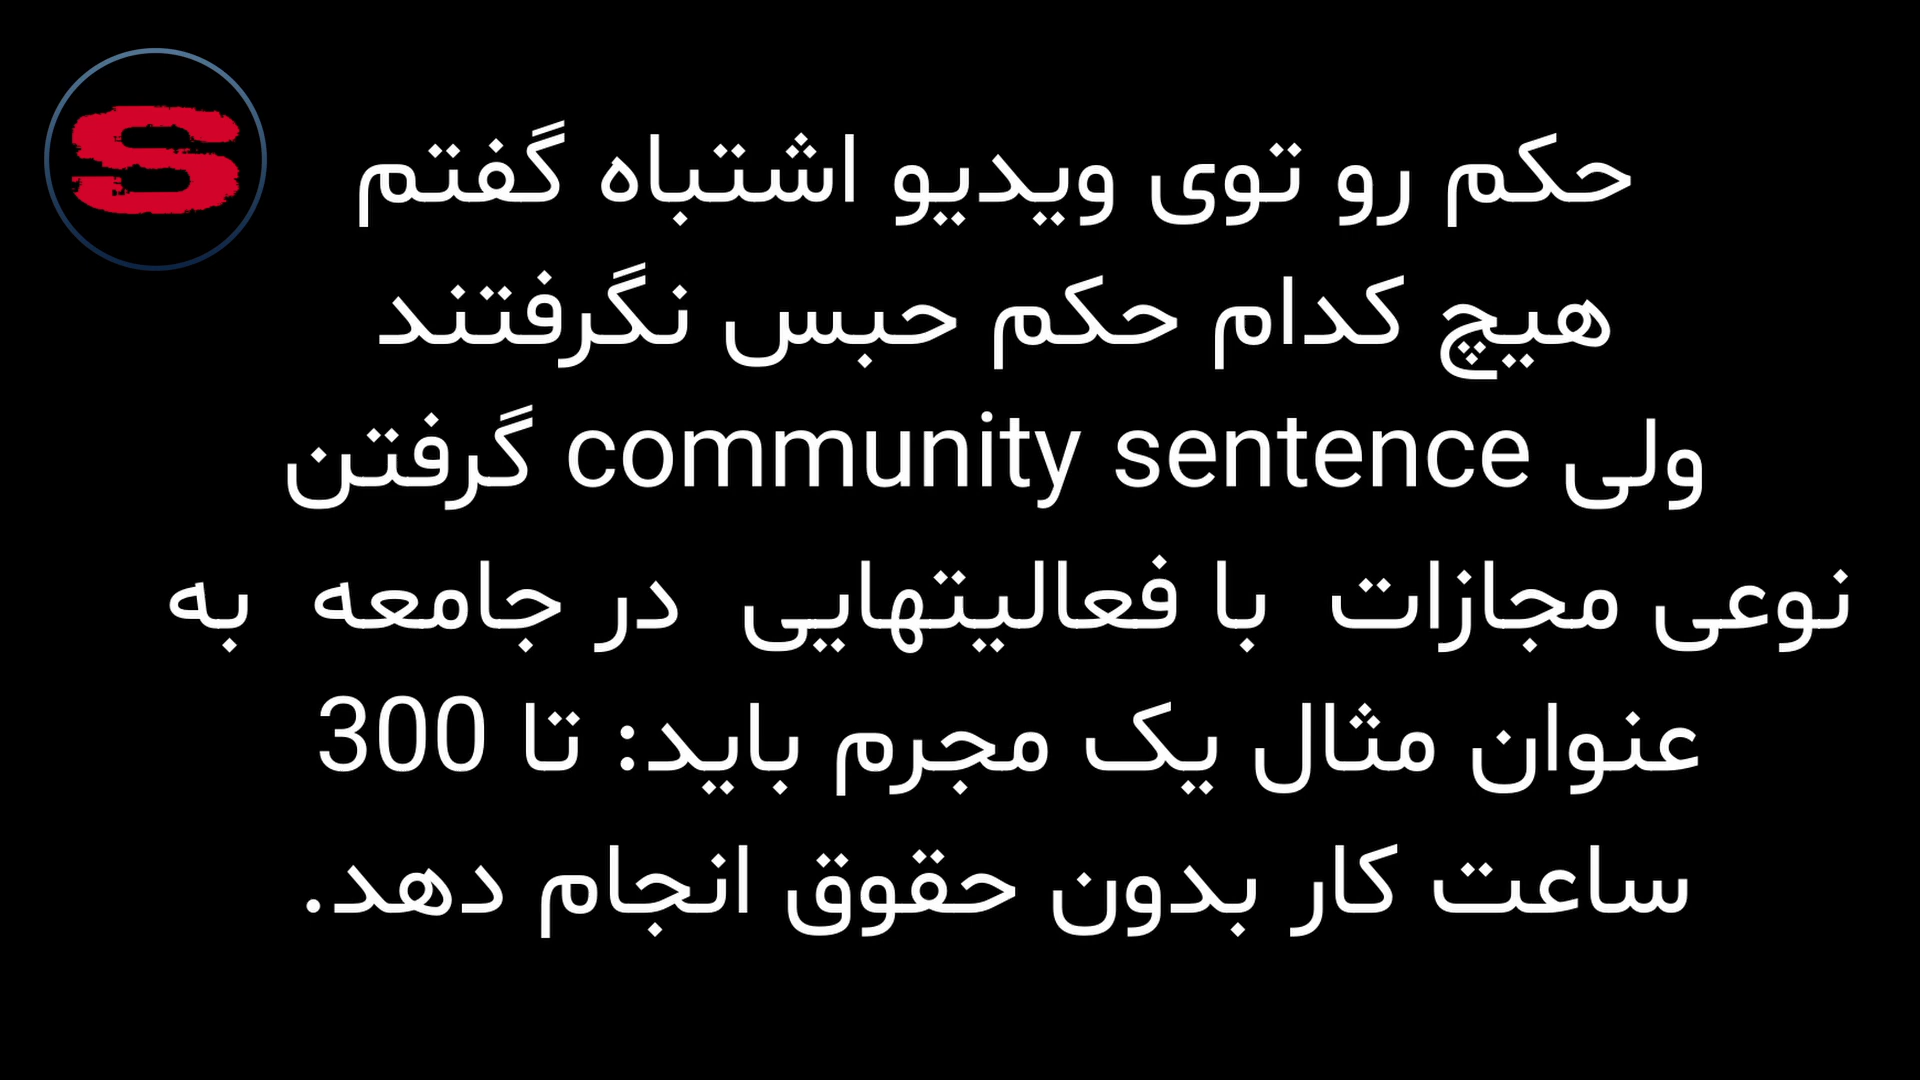 S
حکم رو توی ویدیو اشتباه گفتم
هیچ کدام حکم حبس نگرفتند
ولی community sentence گرفتن
نوعی مجازات با فعالیتهایی در جامعه به
عنوان مثال یک مجرم باید: تا 300
ساعت کار بدون حقوق انجام دهد.